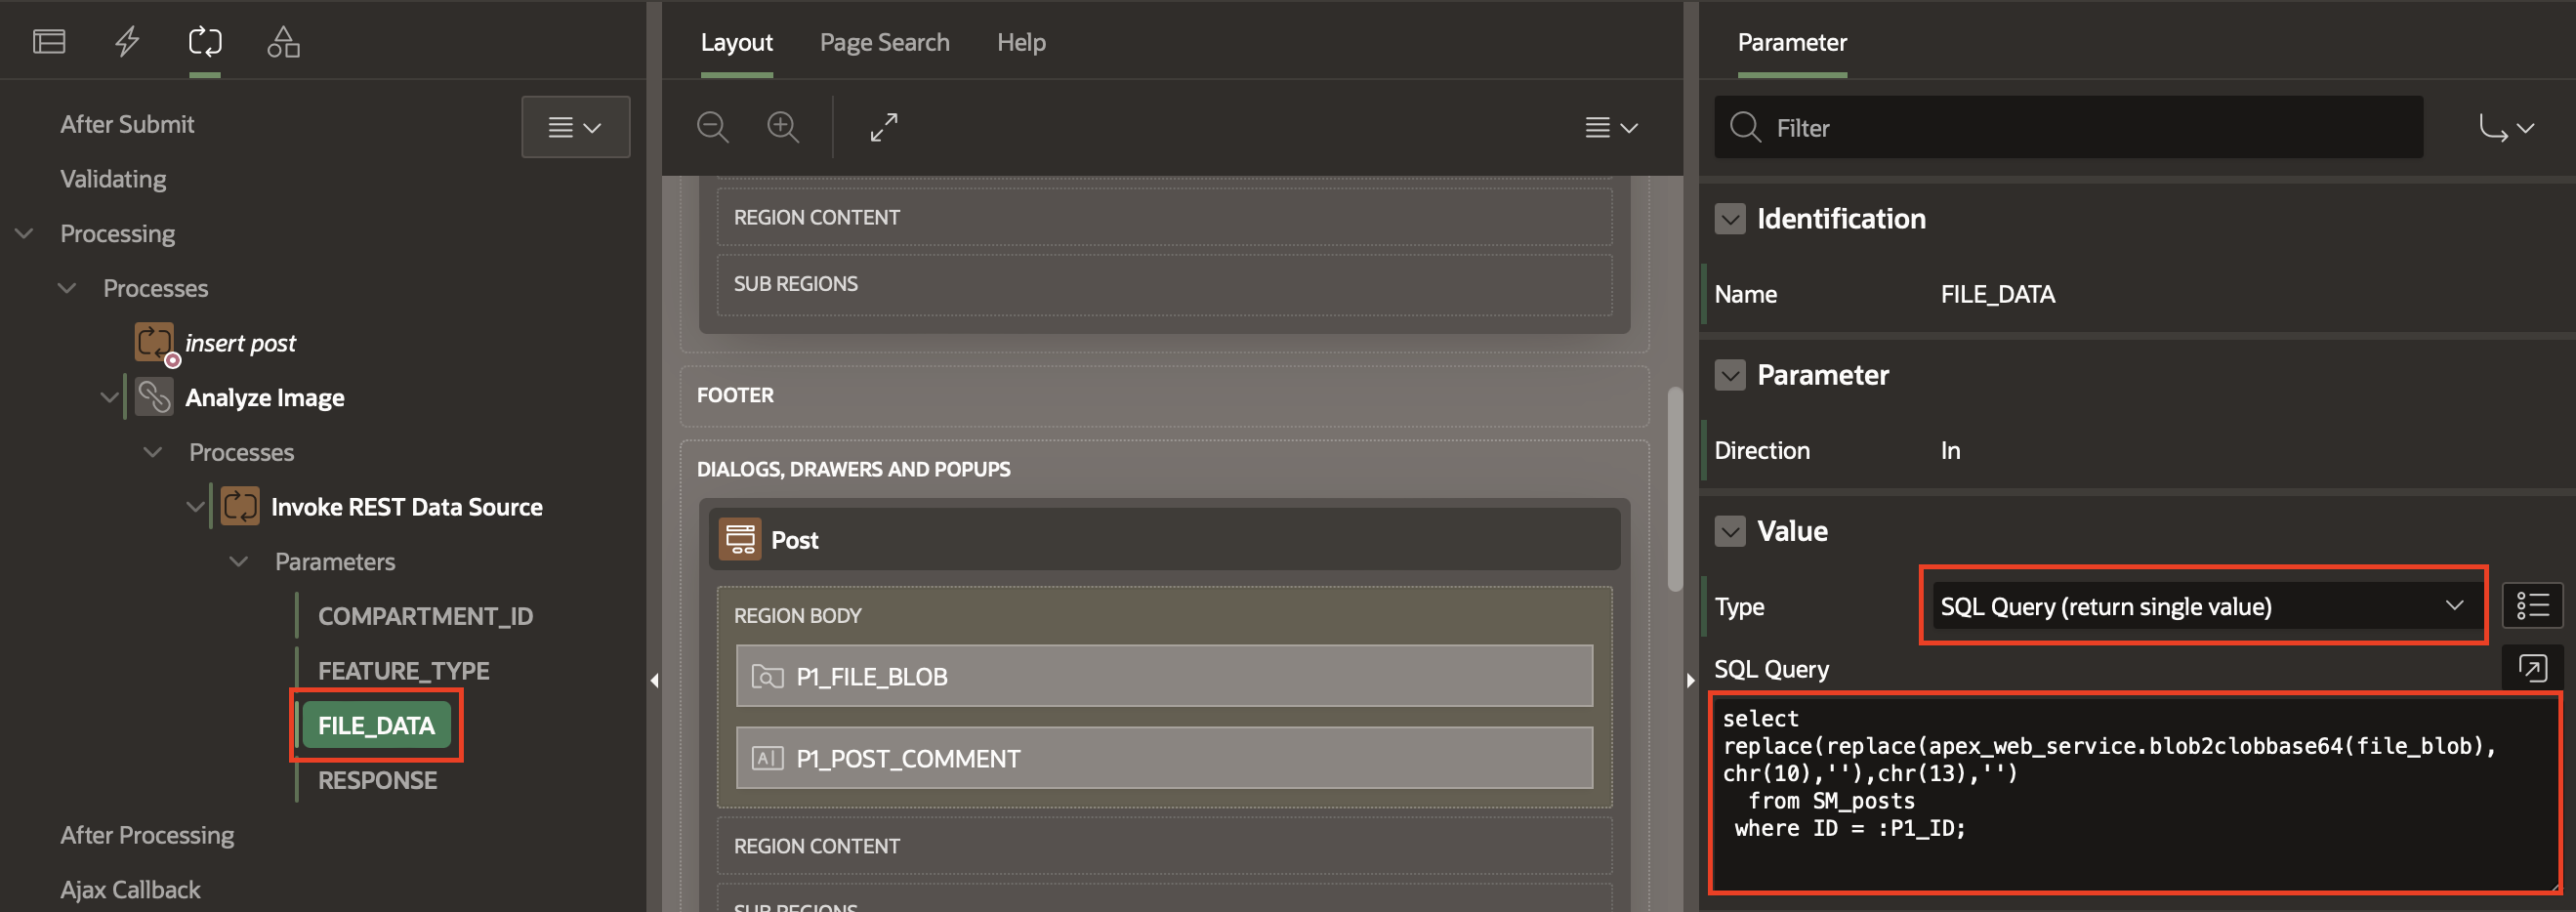 After Submit
Validating
Processing
Processes
insert post
Analyze Image
Processes
Invoke REST Data Source
Parameters
COMPARTMENT_ID
FEATURE_TYPE
FILE_DATA
RESPONSE
After Processing
Ajax Callback
Layout Page Search Help
REGION CONTENT
SUB REGIONS
FOOTER
DIALOGS, DRAWERS AND POPUPS
Post
REGION BODY
P1_FILE_BLOB
A P1_POST_COMMENT
REGION CONTENT
SUB REGIONS
Parameter
Filter
Identification
Name FILE_DATA
Parameter
Direction In
Value
Type SQL Query (return single value)
SQL Query
select
replace(replace(apex_web_service.blob2clobbase64(file_blob),
chr(10),''),chr(13),'')
from SM_posts
where ID = :P1_ID;